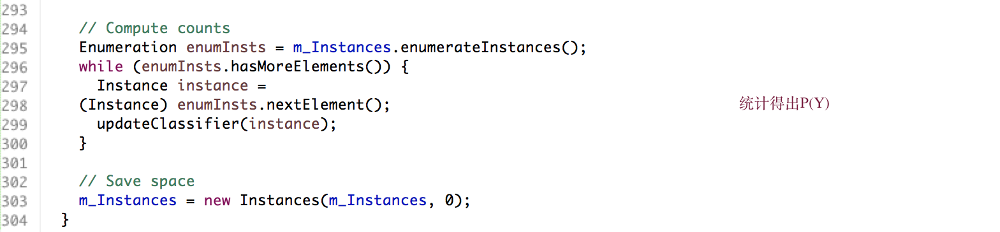 293
294 // Compute counts
295 Enumeration enumInsts = m_Instances.enumerateInstances();
296 while (enumInsts.hasMoreElements()) {
297 Instance instance =
298 (Instance) enumInsts.nextElement(); 统计得出P(Y)
299 updateClassifier(instance);
300 }
301
302 // Save space
303 m_Instances = new Instances(m_Instances, 0);
304 }